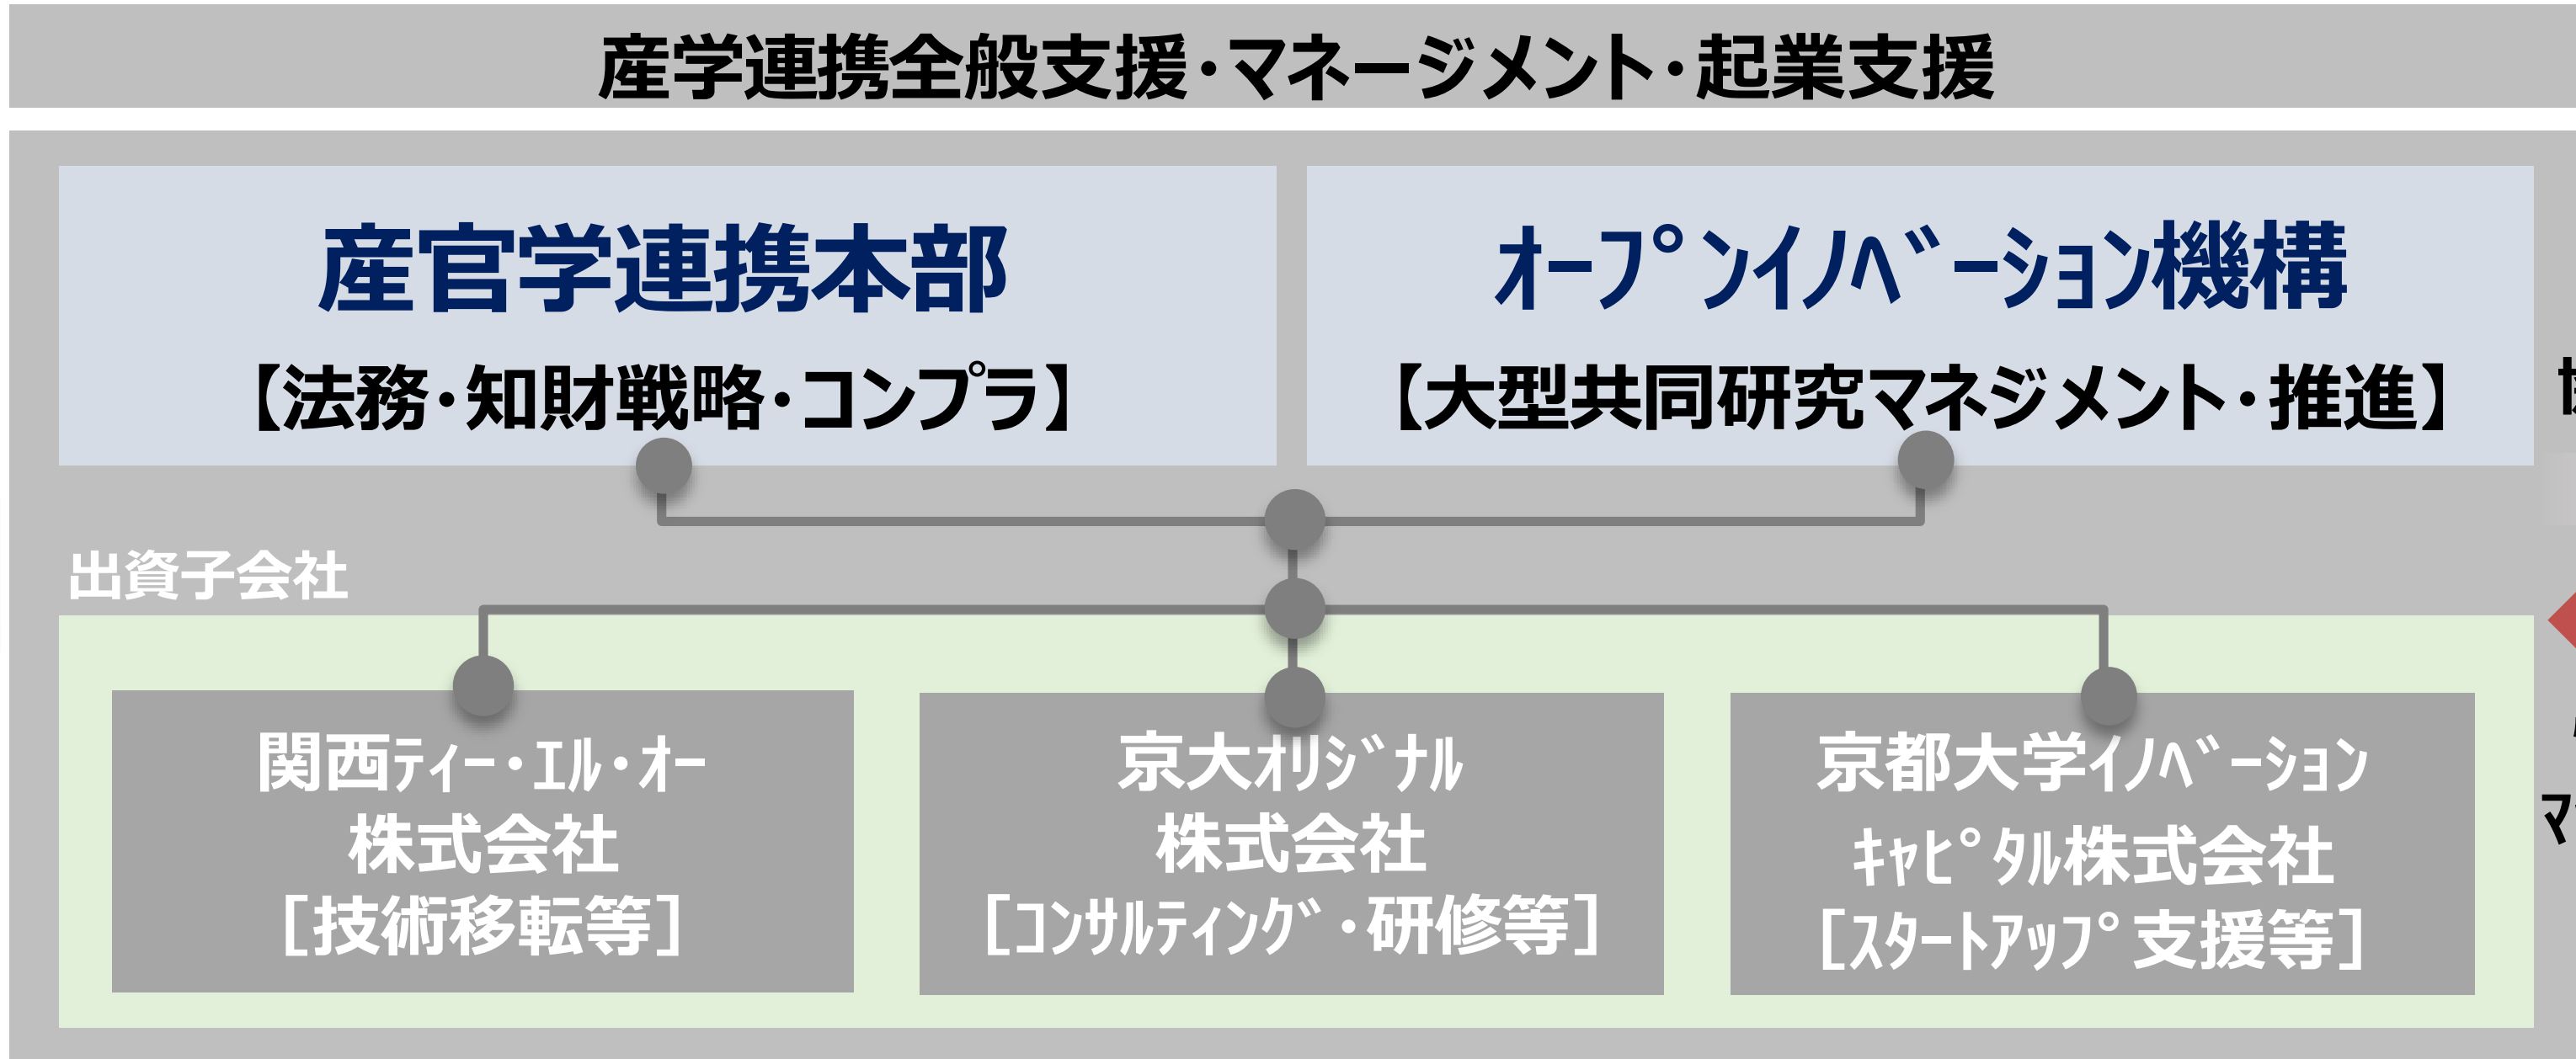 産学連携全般支援・マネージメント・起業支援
産官学連携本部
【法務・知財戦略・コンプラ】
ｵｰﾌﾟﾝｲﾉﾍﾞｰｼｮﾝ機構
【大型共同研究マネジメント・推進】
出資子会社
関西ﾃｨｰ・ｴﾙ・ｵｰ
株式会社
［技術移転等］
京大ｵﾘｼﾞﾅﾙ
株式会社
［ｺﾝｻﾙﾃｨﾝｸﾞ・研修等］
京都大学ｲﾉﾍﾞｰｼｮﾝ
ｷｬﾋﾟﾀﾙ株式会社
［ｽﾀｰﾄｱｯﾌﾟ支援等］